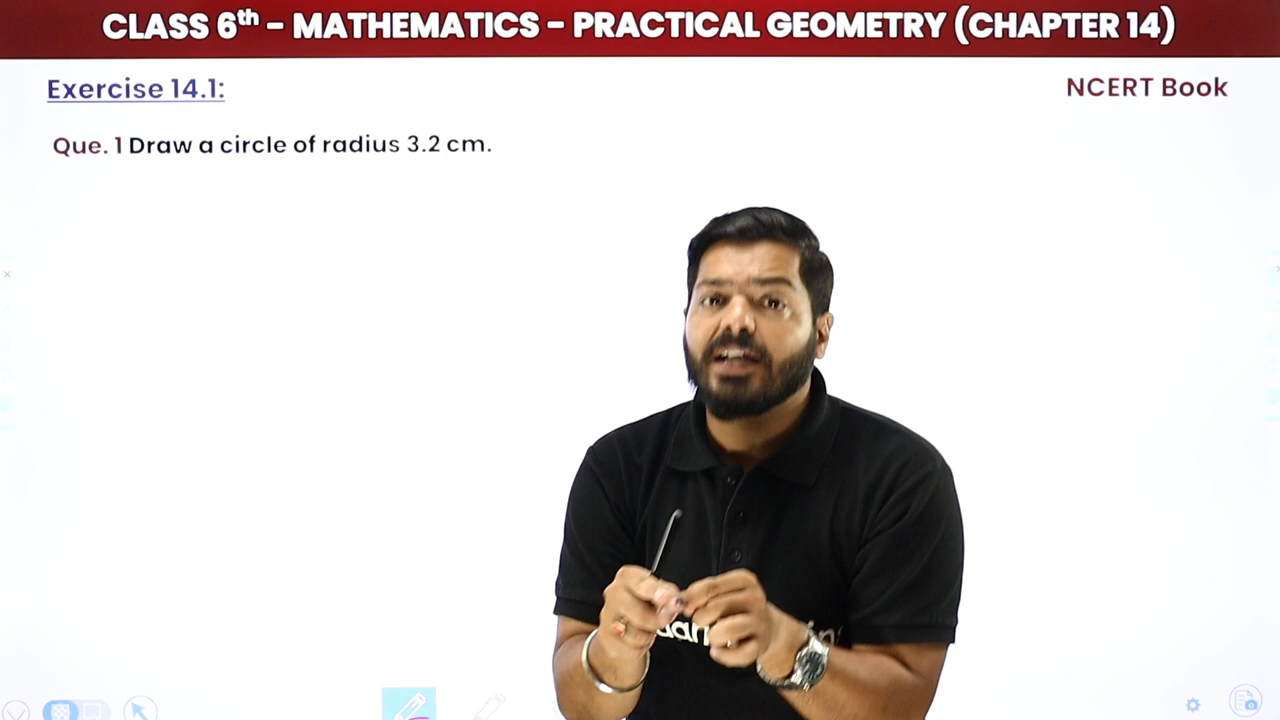 CLASS 6th - MATHEMATICS - PRACTICAL GEOMETRY (CHAPTER 14)
Exercise 14.1:
NCERT Book
Que. 1 Draw a circle of radius 3.2 cm.